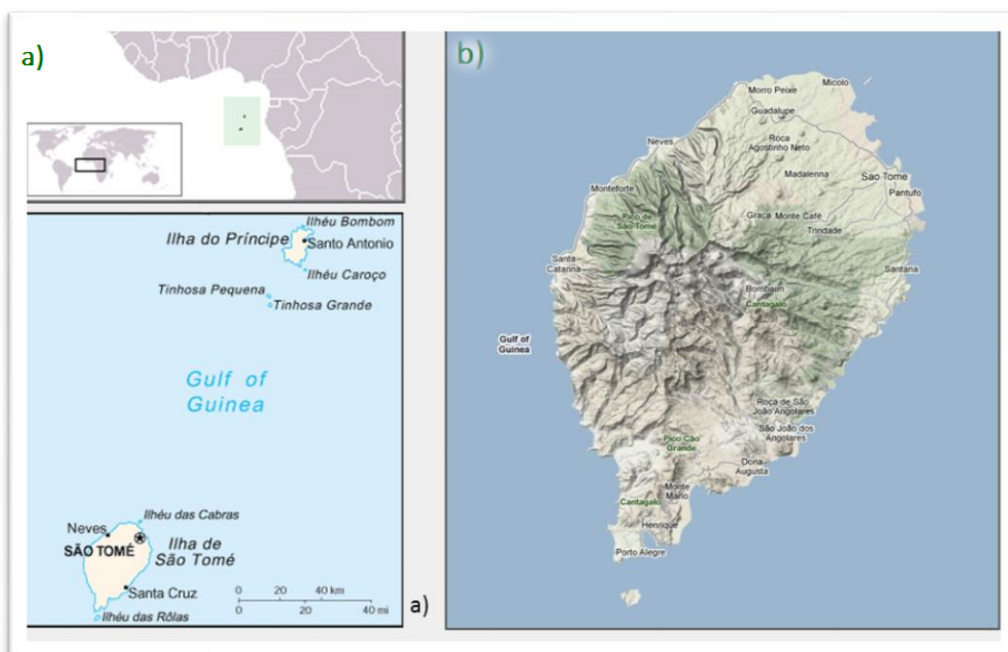 a)
Ilhéu Bombom
Ilha do Príncipe
Santo Antonio
Ilhéu Caroço
Tinhosa Pequena
Tinhosa Grande
Gulf of
Guinea
Ilhéu das Cabras
Neves
SÃO TOMÉ
Ilha de
São Tomé
Santa Cruz
0 20 40 km
0 20 40 mi
Ilhéu das Rôlas
a)
b)
Micolo
Morro Peixe
Guadalupe
Neves
Roca
Agostinho Neto
Madalenna
Sao Tome
Pantufo
Monteforte
Pico de
São Tomé
Graca Monte Café
Trindade
Santa
Catarina
Santana
Bombaim
Cantagalo
Gulf of
Guinea
Roça de São
João Angolares
São João dos
Angolares
Pico Cão
Grande
Dona
Augusta
Monte
Mario
Cantagalo
Henrique
Porto Alegre